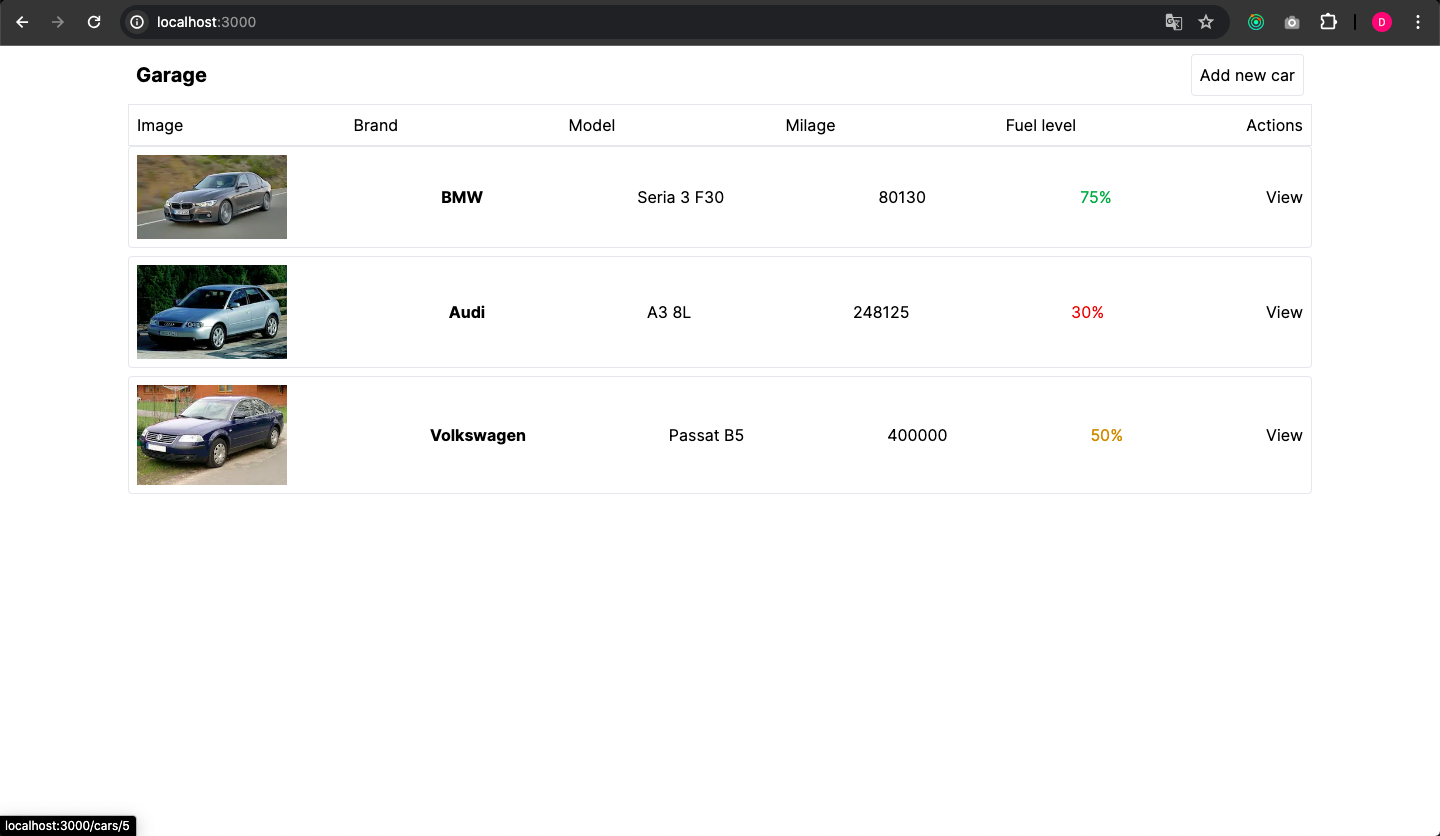 localhost:3000
D
Garage
Add new car
Image Brand Model Milage Fuel level Actions
BMW Seria 3 F30 80130 75% View
Audi A3 8L 248125 30% View
Volkswagen Passat B5 400000 50% View
localhost:3000/cars/5